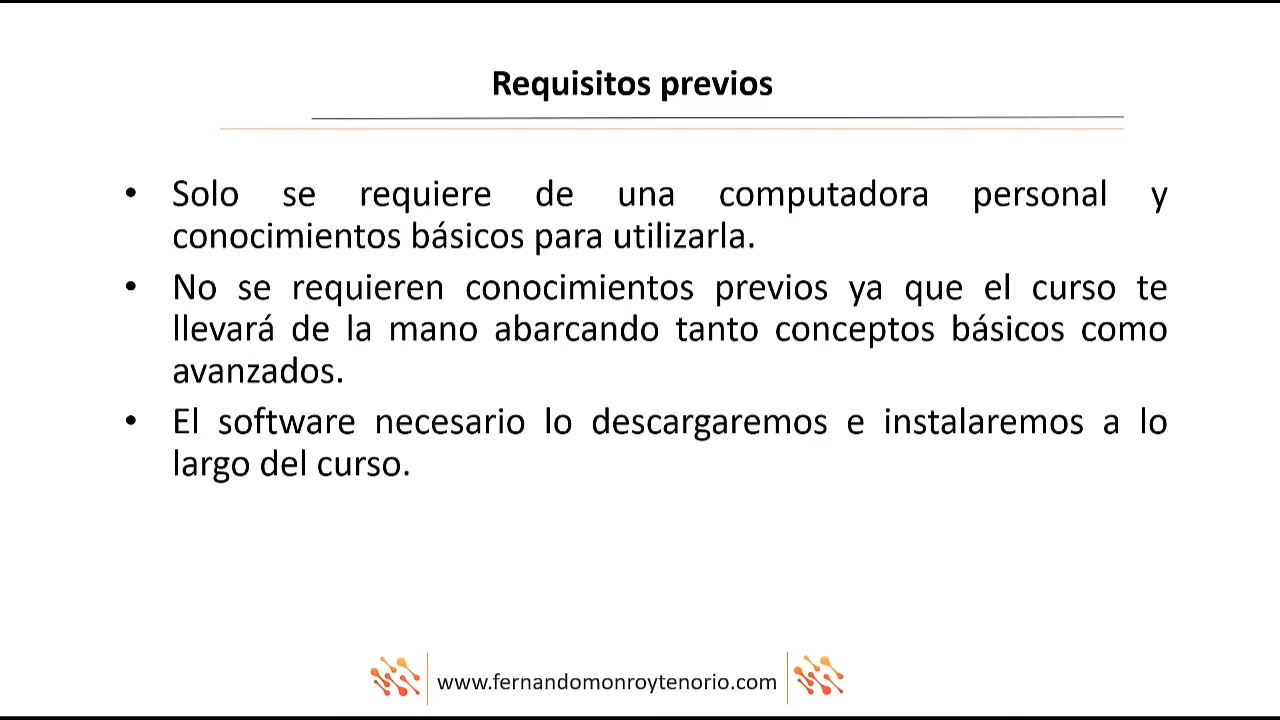 Requisitos previos
• Solo se requiere de una computadora personal y
conocimientos básicos para utilizarla.
• No se requieren conocimientos previos ya que el curso te
llevará de la mano abarcando tanto conceptos básicos como
avanzados.
• El software necesario lo descargaremos e instalaremos a lo
largo del curso.
www.fernandomonroytenorio.com